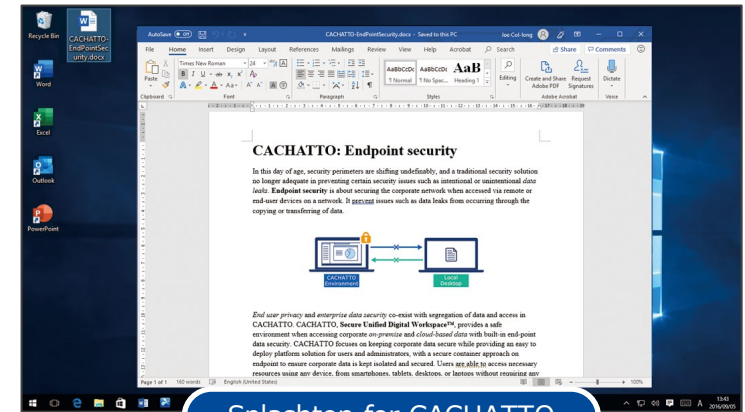 Recycle Bin
CACHATTO-
EndPointSec
urity.docx
Word
Excel
Outlook
PowerPoint
AutoSave Off
CACHATTO-EndPointSecurity.docx - Saved to this PC
Joe Col-long
File Home Insert Design Layout References Mailings Review View Help Acrobat Search Share Comments
Times New Roman 24
Paste
AaBbCcDc AaBbCcDc AaB
¶ Normal ¶ No Spac... Heading 1
Editing
Create and Share Adobe PDF
Request Signatures
Dictate
Clipboard Font Paragraph Styles Adobe Acrobat Voice
CACHATTO: Endpoint security
In this day of age, security perimeters are shifting undefinably, and a traditional security solution
no longer adequate in preventing certain security issues such as intentional or unintentional data
leaks. Endpoint security is about securing the corporate network when accessed via remote or
end-user devices on a network. It prevent issues such as data leaks from occurring through the
copying or transferring of data.
CACHATTO
Environment
Local
Desktop
End user privacy and enterprise data security co-exist with segregation of data and access in
CACHATTO. CACHATTO, Secure Unified Digital Workspace™, provides a safe
environment when accessing corporate on-premise and cloud-based data with built-in end-point
data security. CACHATTO focuses on keeping corporate data secure while providing an easy to
deploy platform solution for users and administrators, with a secure container approach on
endpoint to ensure corporate data is kept isolated and secured. Users are able to access necessary
resources using any device, from smartphones, tablets, desktops, or laptops without requiring any
Page 1 of 1 160 words English (United States) 100%
Splashtop for CACHATTO
13:43
2016/09/05